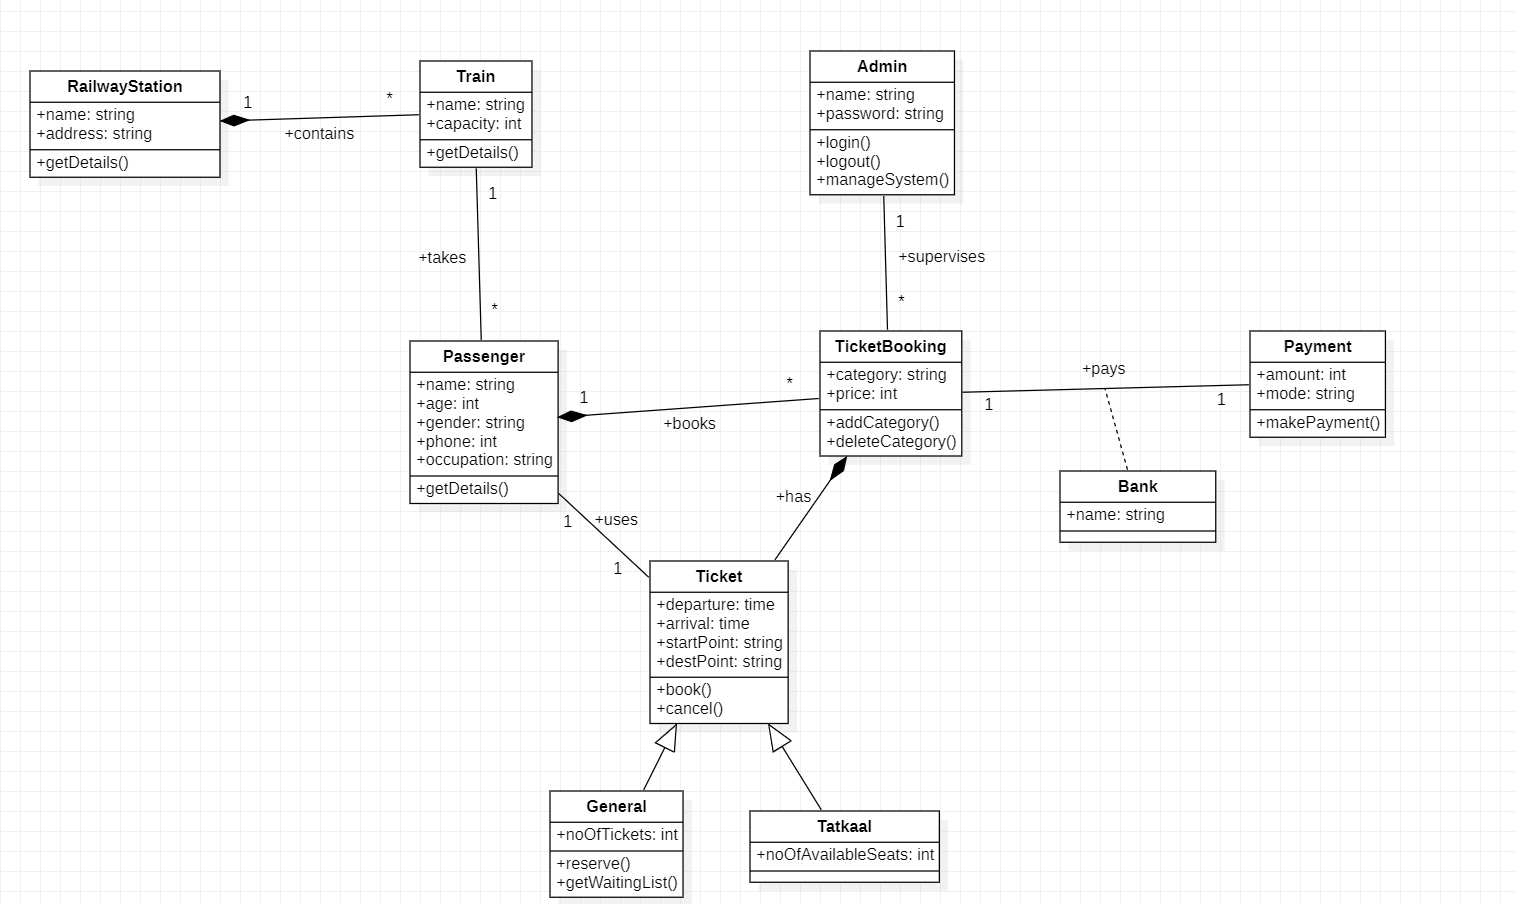 RailwayStation
+name: string
+address: string
+getDetails()
1
*
+contains
Train
+name: string
+capacity: int
+getDetails()
1
+takes
*
Admin
+name: string
+password: string
+login()
+logout()
+manageSystem()
1
+supervises
*
Passenger
+name: string
+age: int
+gender: string
+phone: int
+occupation: string
+getDetails()
1
*
+books
TicketBooking
+category: string
+price: int
+addCategory()
+deleteCategory()
+pays
1
1
Payment
+amount: int
+mode: string
+makePayment()
Bank
+name: string
+has
1
+uses
1
Ticket
+departure: time
+arrival: time
+startPoint: string
+destPoint: string
+book()
+cancel()
General
+noOfTickets: int
+reserve()
+getWaitingList()
Tatkaal
+noOfAvailableSeats: int